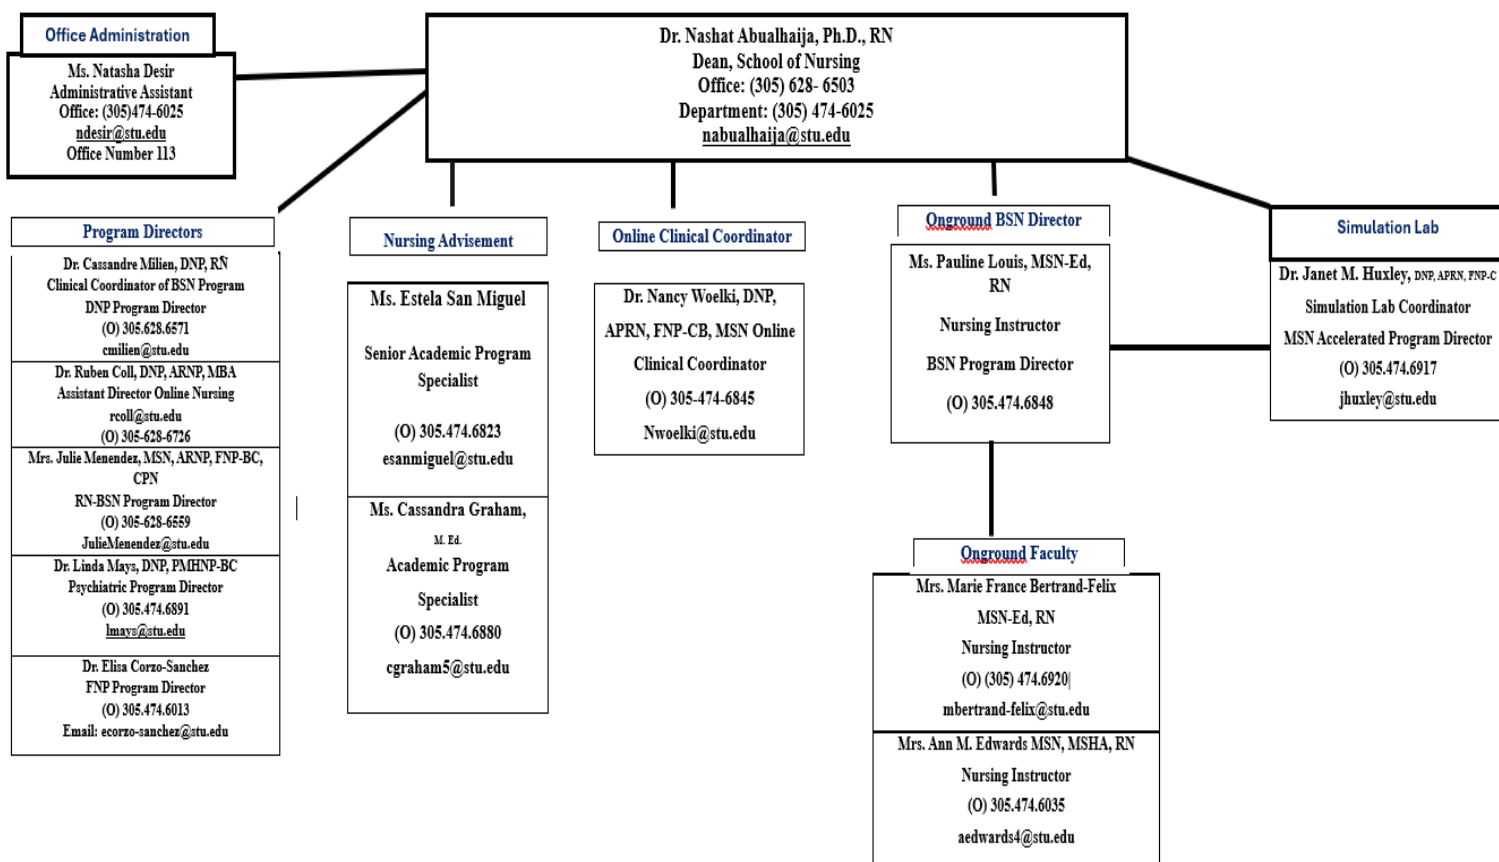 Office Administration
Ms. Natasha Desir
Administrative Assistant
Office: (305)474-6025
ndesir@stu.edu
Office Number 113
Dr. Nashat Abualhaija, Ph.D., RN
Dean, School of Nursing
Office: (305) 628- 6503
Department: (305) 474-6025
nabualhaija@stu.edu
Program Directors
Dr. Cassandre Milien, DNP, RN
Clinical Coordinator of BSN Program
DNP Program Director
(O) 305.628.6571
cmilien@stu.edu
Dr. Ruben Coll, DNP, ARNP, MBA
Assistant Director Online Nursing
rcoll@stu.edu
(O) 305-628-6726
Mrs. Julie Menendez, MSN, ARNP, FNP-BC,
CPN
RN-BSN Program Director
(O) 305-628-6559
JulieMenendez@stu.edu
Dr. Linda Mays, DNP, PMHNP-BC
Psychiatric Program Director
(O) 305.474.6891
lmays@stu.edu
Dr. Elisa Corzo-Sanchez
FNP Program Director
(O) 305.474.6013
Email: ecorzo-sanchez@stu.edu
Nursing Advisement
Ms. Estela San Miguel
Senior Academic Program
Specialist
(O) 305.474.6823
esanmiguel@stu.edu
Ms. Cassandra Graham,
M. Ed.
Academic Program
Specialist
(O) 305.474.6880
cgraham5@stu.edu
Online Clinical Coordinator
Dr. Nancy Woelki, DNP,
APRN, FNP-CB, MSN Online
Clinical Coordinator
(O) 305-474-6845
Nwoelki@stu.edu
Onground BSN Director
Ms. Pauline Louis, MSN-Ed,
RN
Nursing Instructor
BSN Program Director
(O) 305.474.6848
Onground Faculty
Mrs. Marie France Bertrand-Felix
MSN-Ed, RN
Nursing Instructor
(O) (305) 474.6920
mbertrand-felix@stu.edu
Mrs. Ann M. Edwards MSN, MSHA, RN
Nursing Instructor
(O) 305.474.6035
aedwards4@stu.edu
Simulation Lab
Dr. Janet M. Huxley, DNP, APRN, FNP-C
Simulation Lab Coordinator
MSN Accelerated Program Director
(O) 305.474.6917
jhuxley@stu.edu